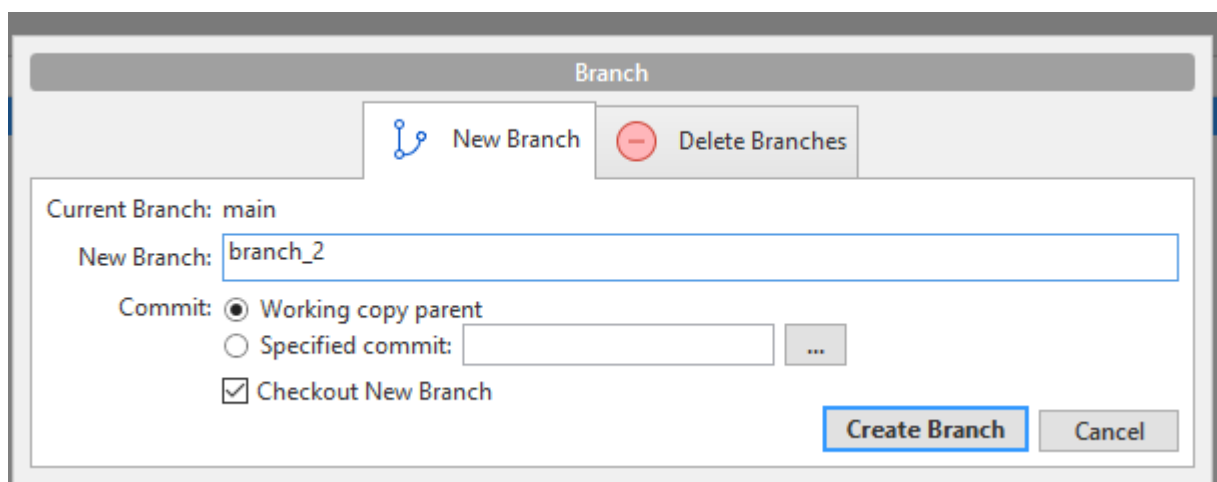 Branch
New Branch Delete Branches
Current Branch: main
New Branch: branch_2
Commit: Working copy parent
Specified commit: ...
Checkout New Branch
Create Branch Cancel